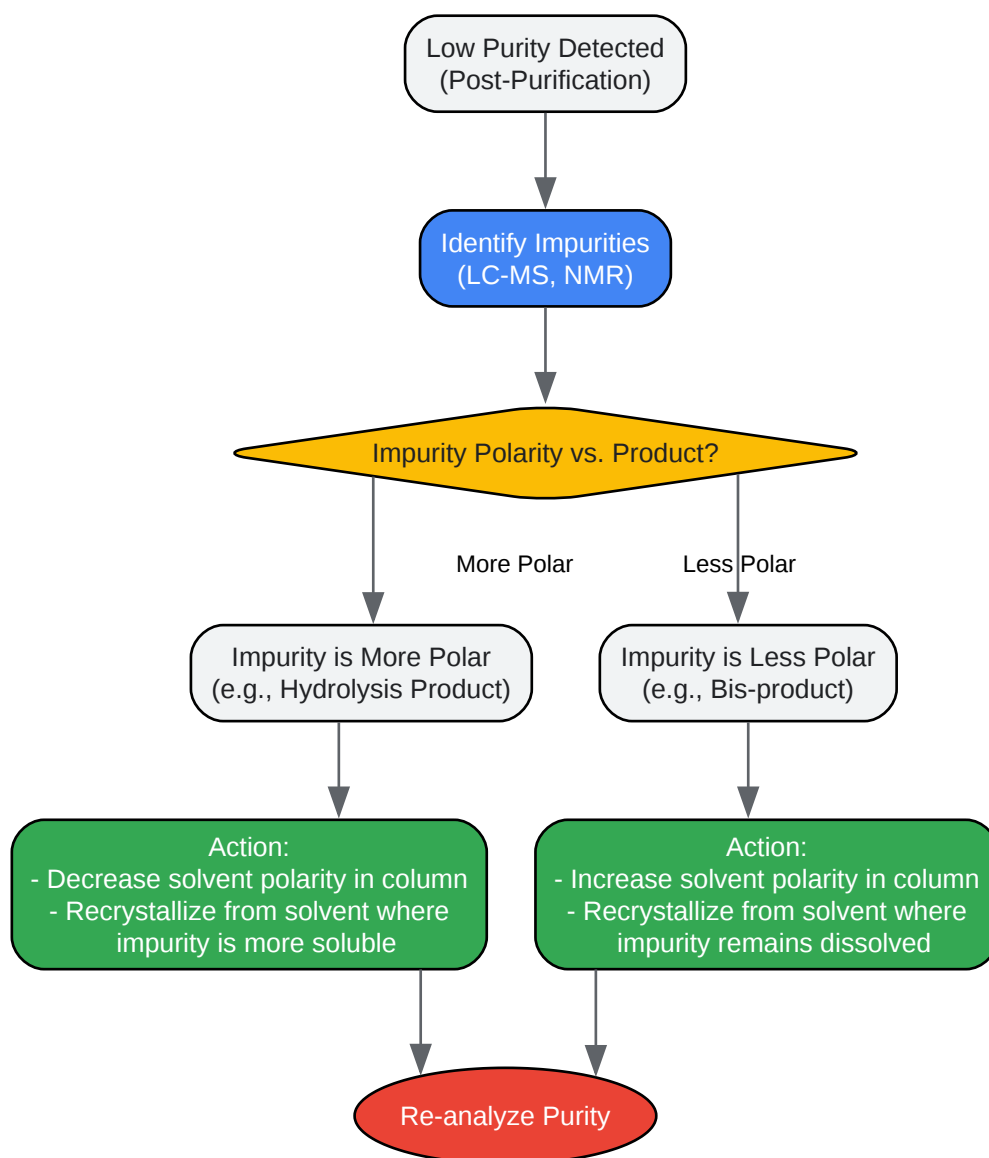 Low Purity Detected
(Post-Purification)
Identify Impurities
(LC-MS, NMR)
Impurity Polarity vs. Product?
More Polar
Less Polar
Impurity is More Polar
(e.g., Hydrolysis Product)
Impurity is Less Polar
(e.g., Bis-product)
Action:
- Decrease solvent polarity in column
- Recrystallize from solvent where
impurity is more soluble
Action:
- Increase solvent polarity in column
- Recrystallize from solvent where
impurity remains dissolved
Re-analyze Purity